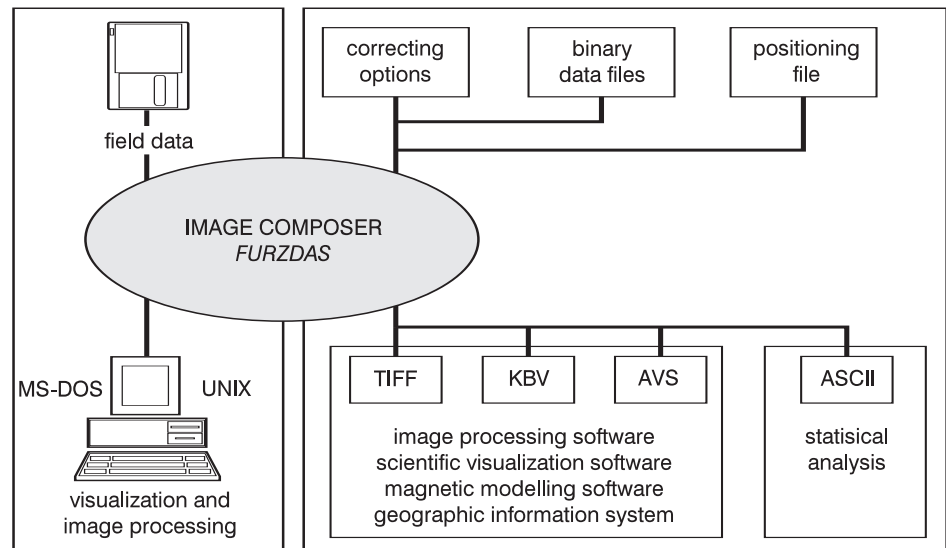 field data
IMAGE COMPOSER
FURZDAS
MS-DOS
UNIX
visualization and
image processing
correcting
options
binary
data files
positioning
file
TIFF
KBV
AVS
ASCII
image processing software
scientific visualization software
magnetic modelling software
geographic information system
statisical
analysis